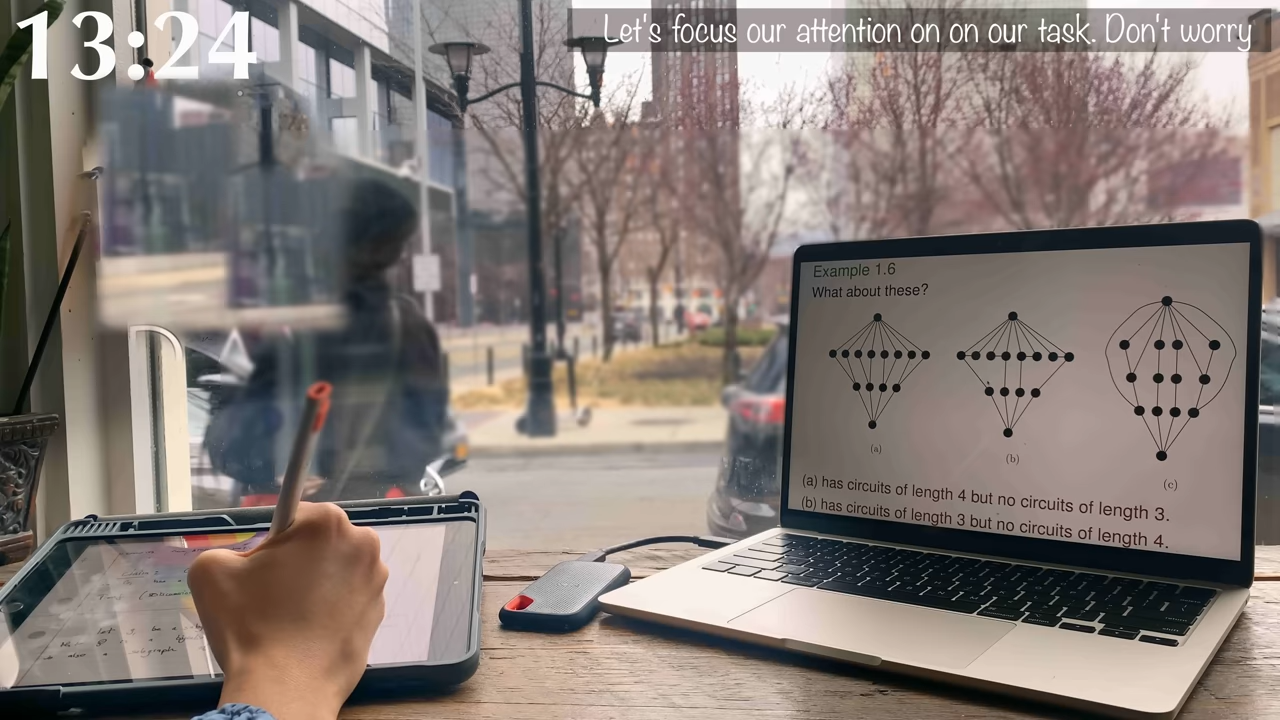 13:24
Let's focus our attention on on our task. Don't worry
Example 1.6
What about these?
(a)
(b)
(c)
(a) has circuits of length 4 but no circuits of length 3.
(b) has circuits of length 3 but no circuits of length 4.